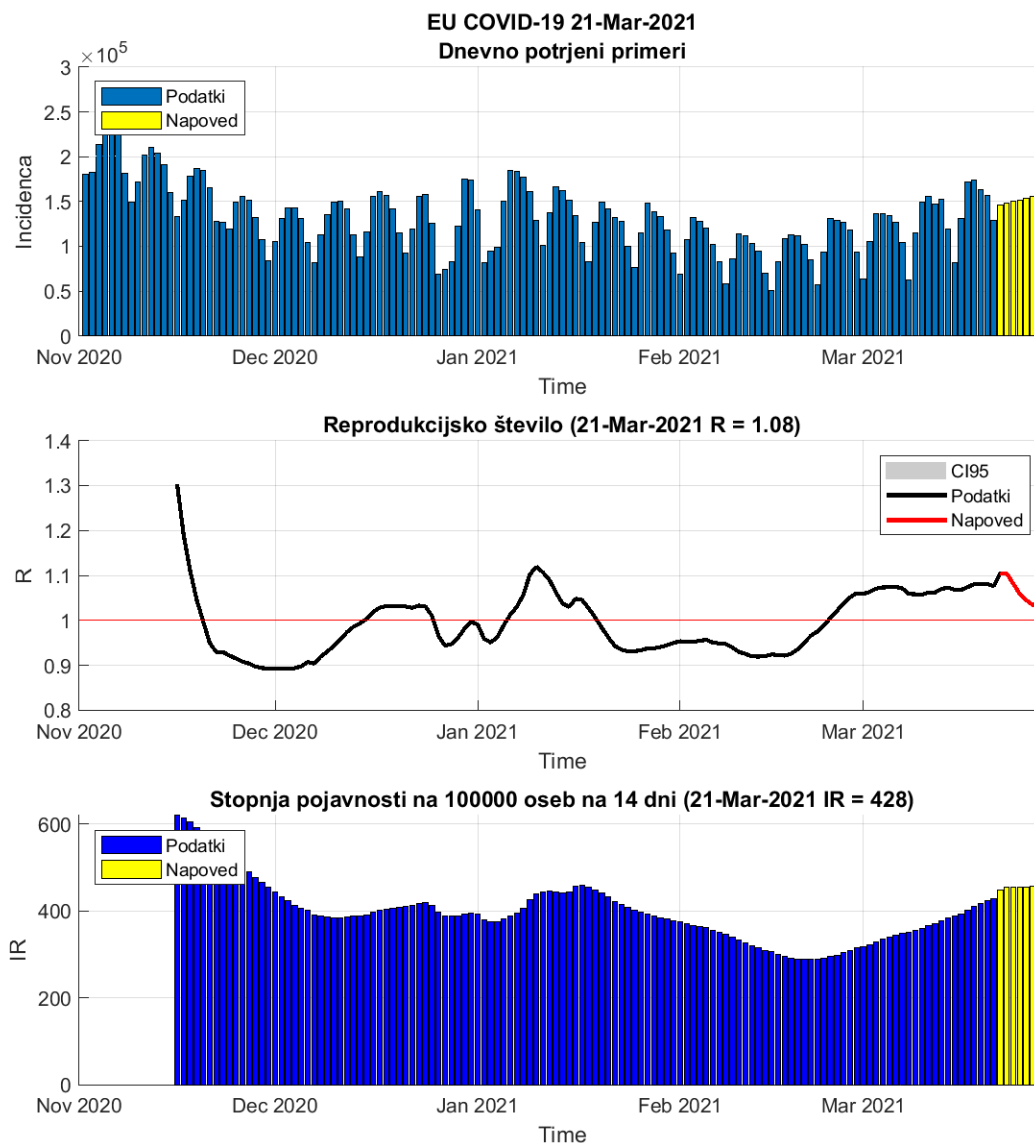 EU COVID-19 21-Mar-2021
Dnevno potrjeni primeri
×10⁵
3
2.5
2
1.5
1
0.5
0
Incidenca
Podatki
Napoved
Nov 2020 Dec 2020 Jan 2021 Feb 2021 Mar 2021
Time
Reprodukcijsko število (21-Mar-2021 R = 1.08)
1.4
1.3
1.2
1.1
1
0.9
0.8
R
CI95
Podatki
Napoved
Nov 2020 Dec 2020 Jan 2021 Feb 2021 Mar 2021
Time
Stopnja pojavnosti na 100000 oseb na 14 dni (21-Mar-2021 IR = 428)
600
400
200
0
IR
Podatki
Napoved
Nov 2020 Dec 2020 Jan 2021 Feb 2021 Mar 2021
Time